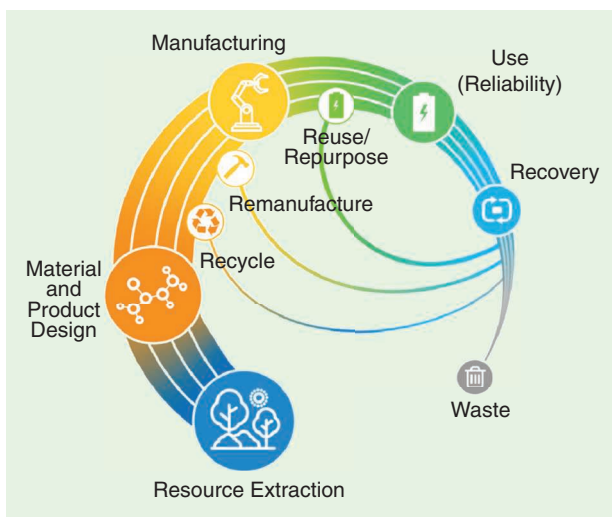 Manufacturing
Use
(Reliability)
Reuse/
Repurpose
Recovery
Remanufacture
Recycle
Material
and
Product
Design
Waste
Resource Extraction